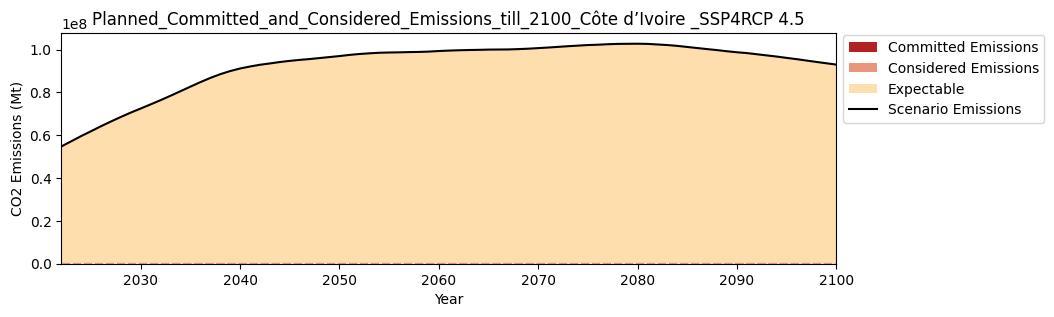 Planned_Committed_and_Considered_Emissions_till_2100_Côte d’Ivoire _SSP4RCP 4.5
1e8
1.0
0.8
0.6
0.4
0.2
0.0
CO2 Emissions (Mt)
2030 2040 2050 2060 2070 2080 2090 2100
Year
Committed Emissions
Considered Emissions
Expectable
Scenario Emissions